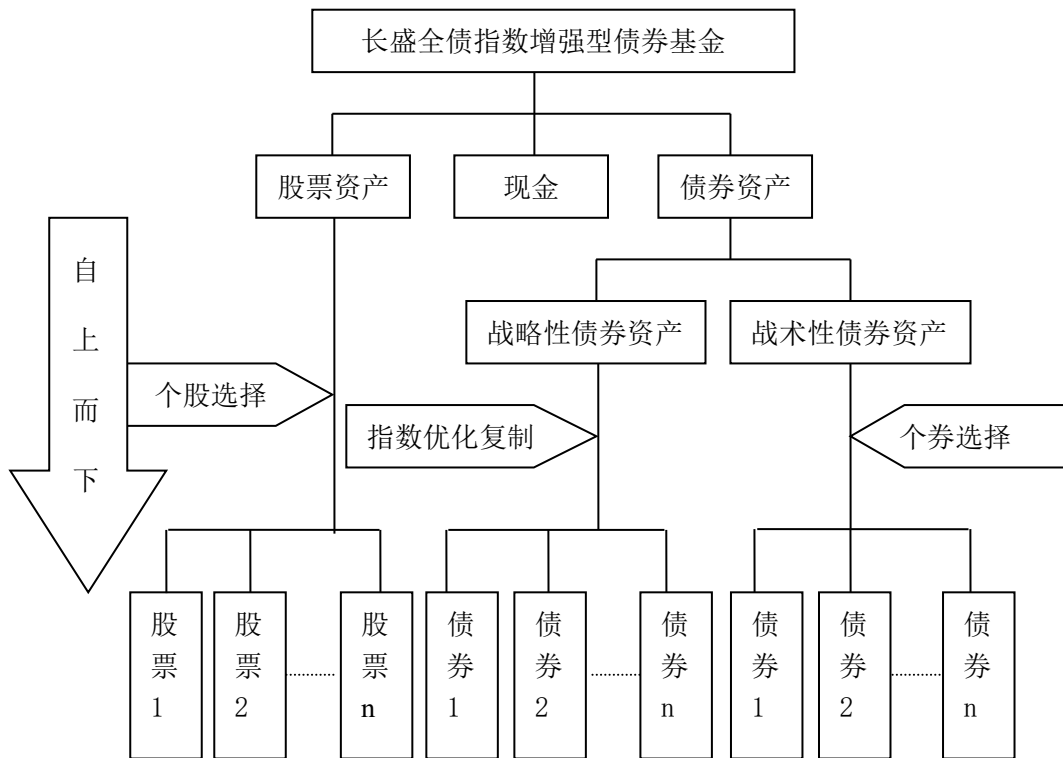 长盛全债指数增强型债券基金
股票资产
现金
债券资产
自
上
而
下
战略性债券资产
战术性债券资产
个股选择
指数优化复制
个券选择
股
票
1
股
票
2
………
股
票
n
债
券
1
债
券
2
………
债
券
n
债
券
1
债
券
2
………
债
券
n